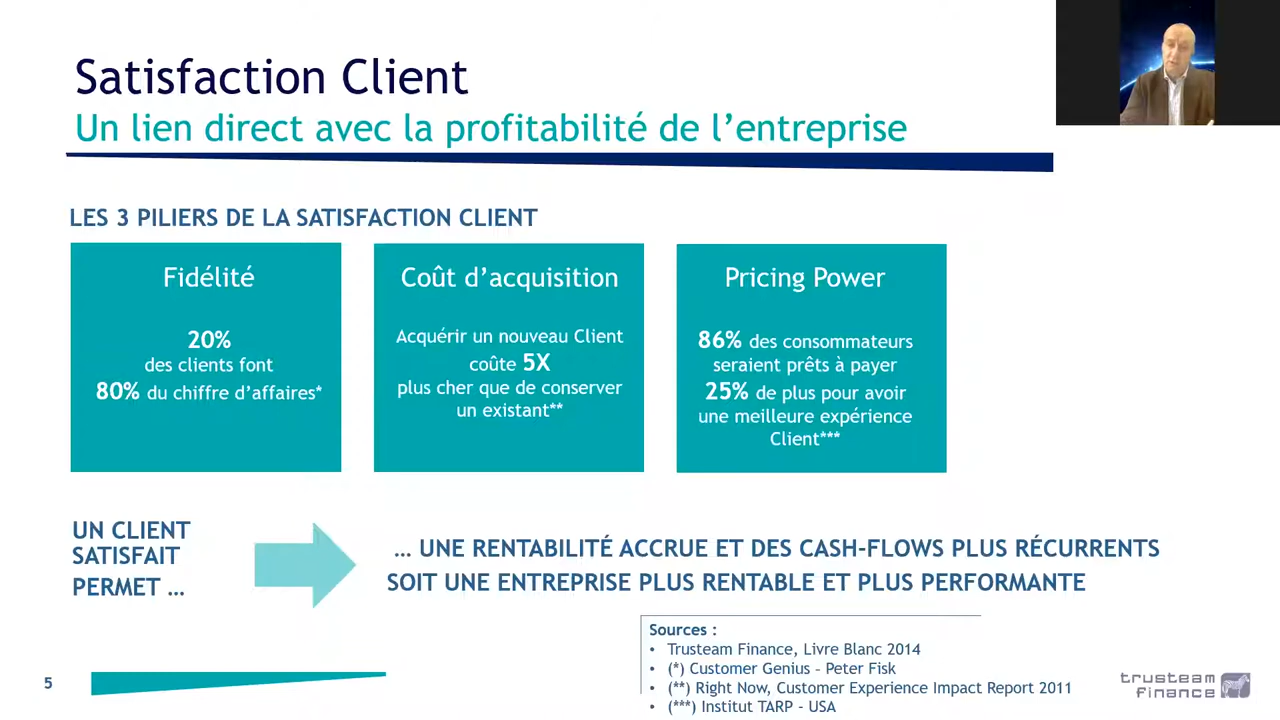 Satisfaction Client
Un lien direct avec la profitabilité de l’entreprise
LES 3 PILIERS DE LA SATISFACTION CLIENT
Fidélité
20%
des clients font
80% du chiffre d’affaires*
Coût d’acquisition
Acquérir un nouveau Client
coûte 5X
plus cher que de conserver
un existant**
Pricing Power
86% des consommateurs
seraient prêts à payer
25% de plus pour avoir
une meilleure expérience
Client***
UN CLIENT
SATISFAIT
PERMET …
… UNE RENTABILITÉ ACCRUE ET DES CASH-FLOWS PLUS RÉCURRENTS
SOIT UNE ENTREPRISE PLUS RENTABLE ET PLUS PERFORMANTE
Sources :
• Trusteam Finance, Livre Blanc 2014
• (*) Customer Genius – Peter Fisk
• (**) Right Now, Customer Experience Impact Report 2011
• (***) Institut TARP - USA
5
trusteam
finance